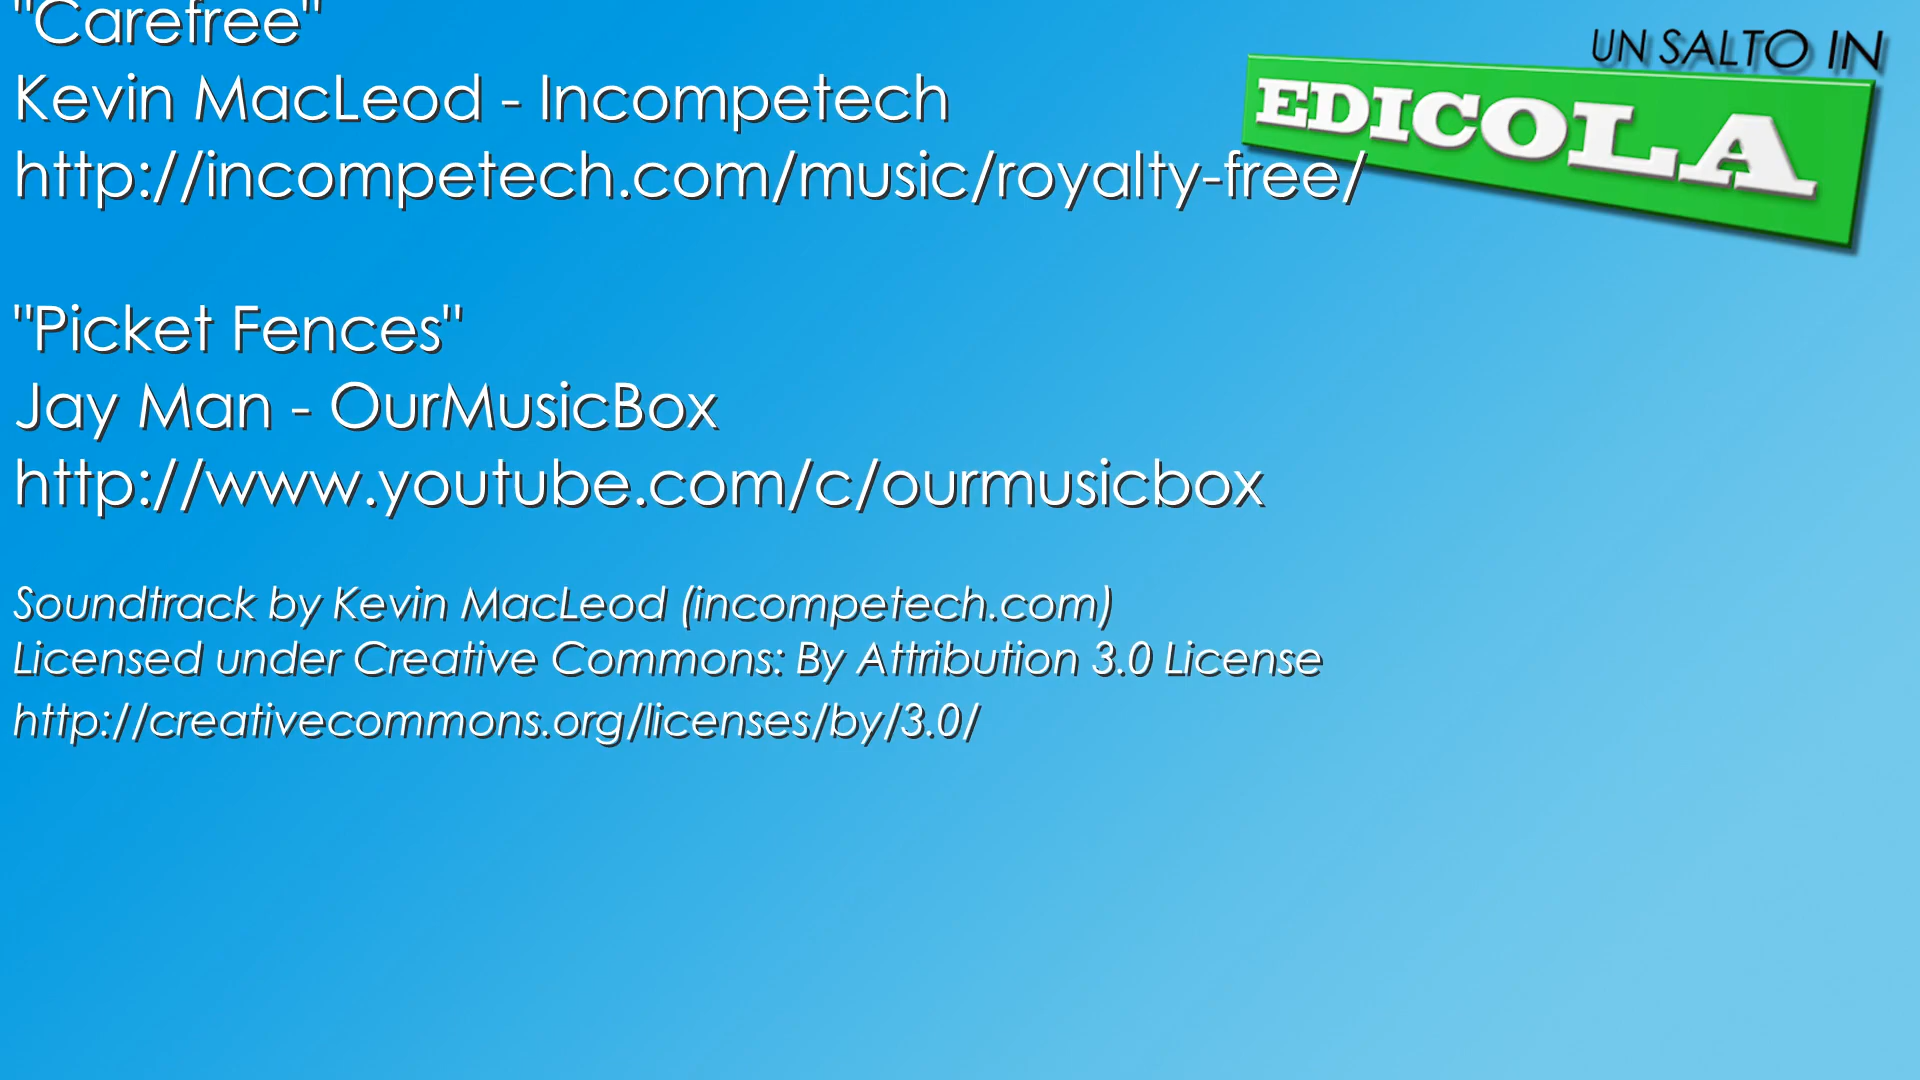 "Carefree"
Kevin MacLeod - Incompetech
http://incompetech.com/music/royalty-free/
UN SALTO IN
EDICOLA
"Picket Fences"
Jay Man - OurMusicBox
http://www.youtube.com/c/ourmusicbox
Soundtrack by Kevin MacLeod (incompetech.com)
Licensed under Creative Commons: By Attribution 3.0 License
http://creativecommons.org/licenses/by/3.0/